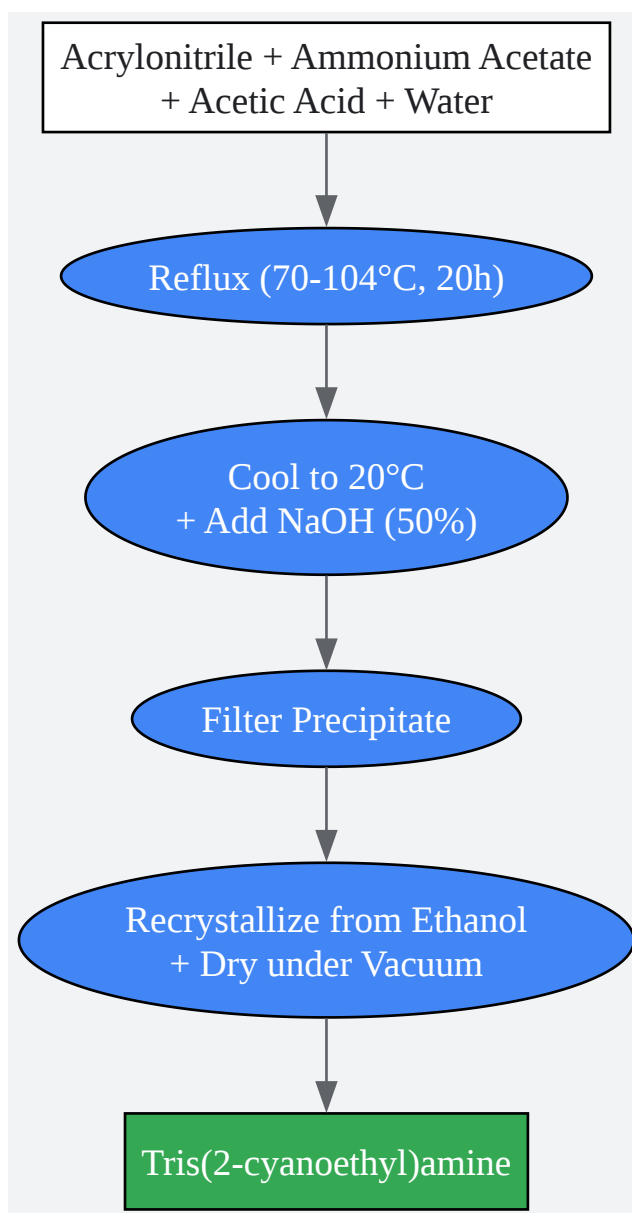 Acrylonitrile + Ammonium Acetate
+ Acetic Acid + Water
Reflux (70-104°C, 20h)
Cool to 20°C
+ Add NaOH (50%)
Filter Precipitate
Recrystallize from Ethanol
+ Dry under Vacuum
Tris(2-cyanoethyl)amine